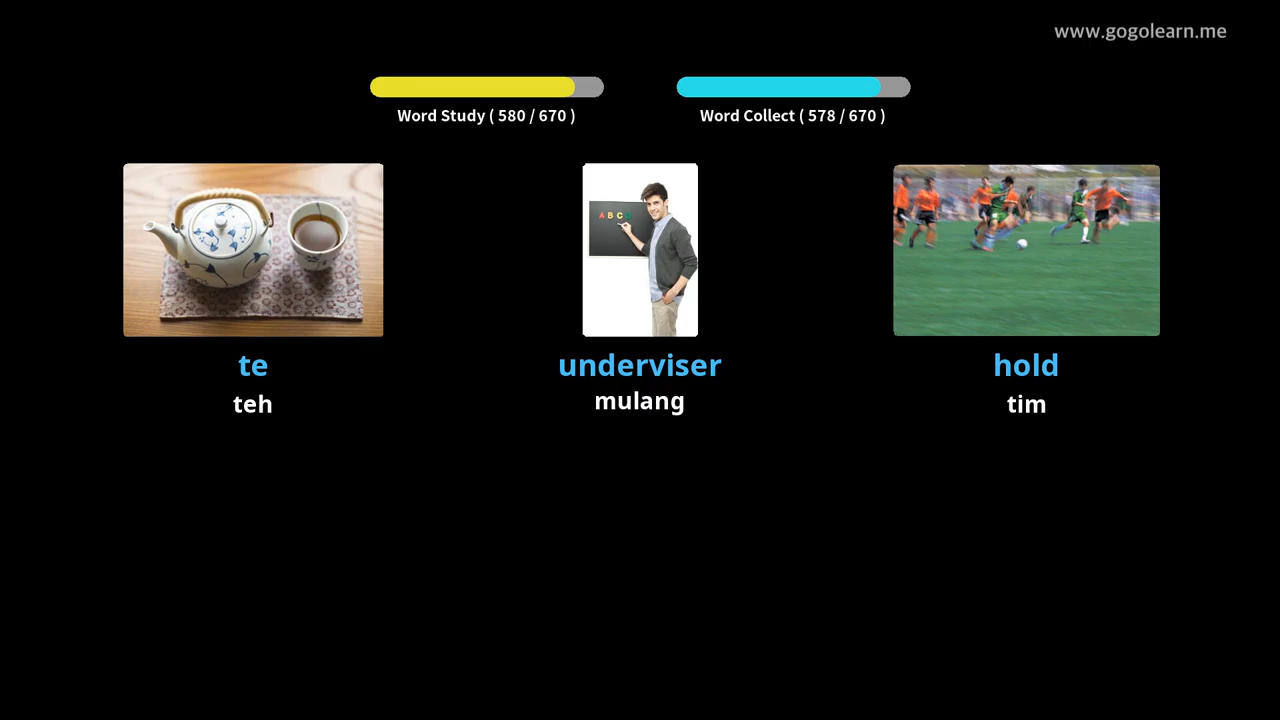 www.gogolearn.me
Word Study ( 580 / 670 )
Word Collect ( 578 / 670 )
A B C D
te
underviser
hold
teh
mulang
tim